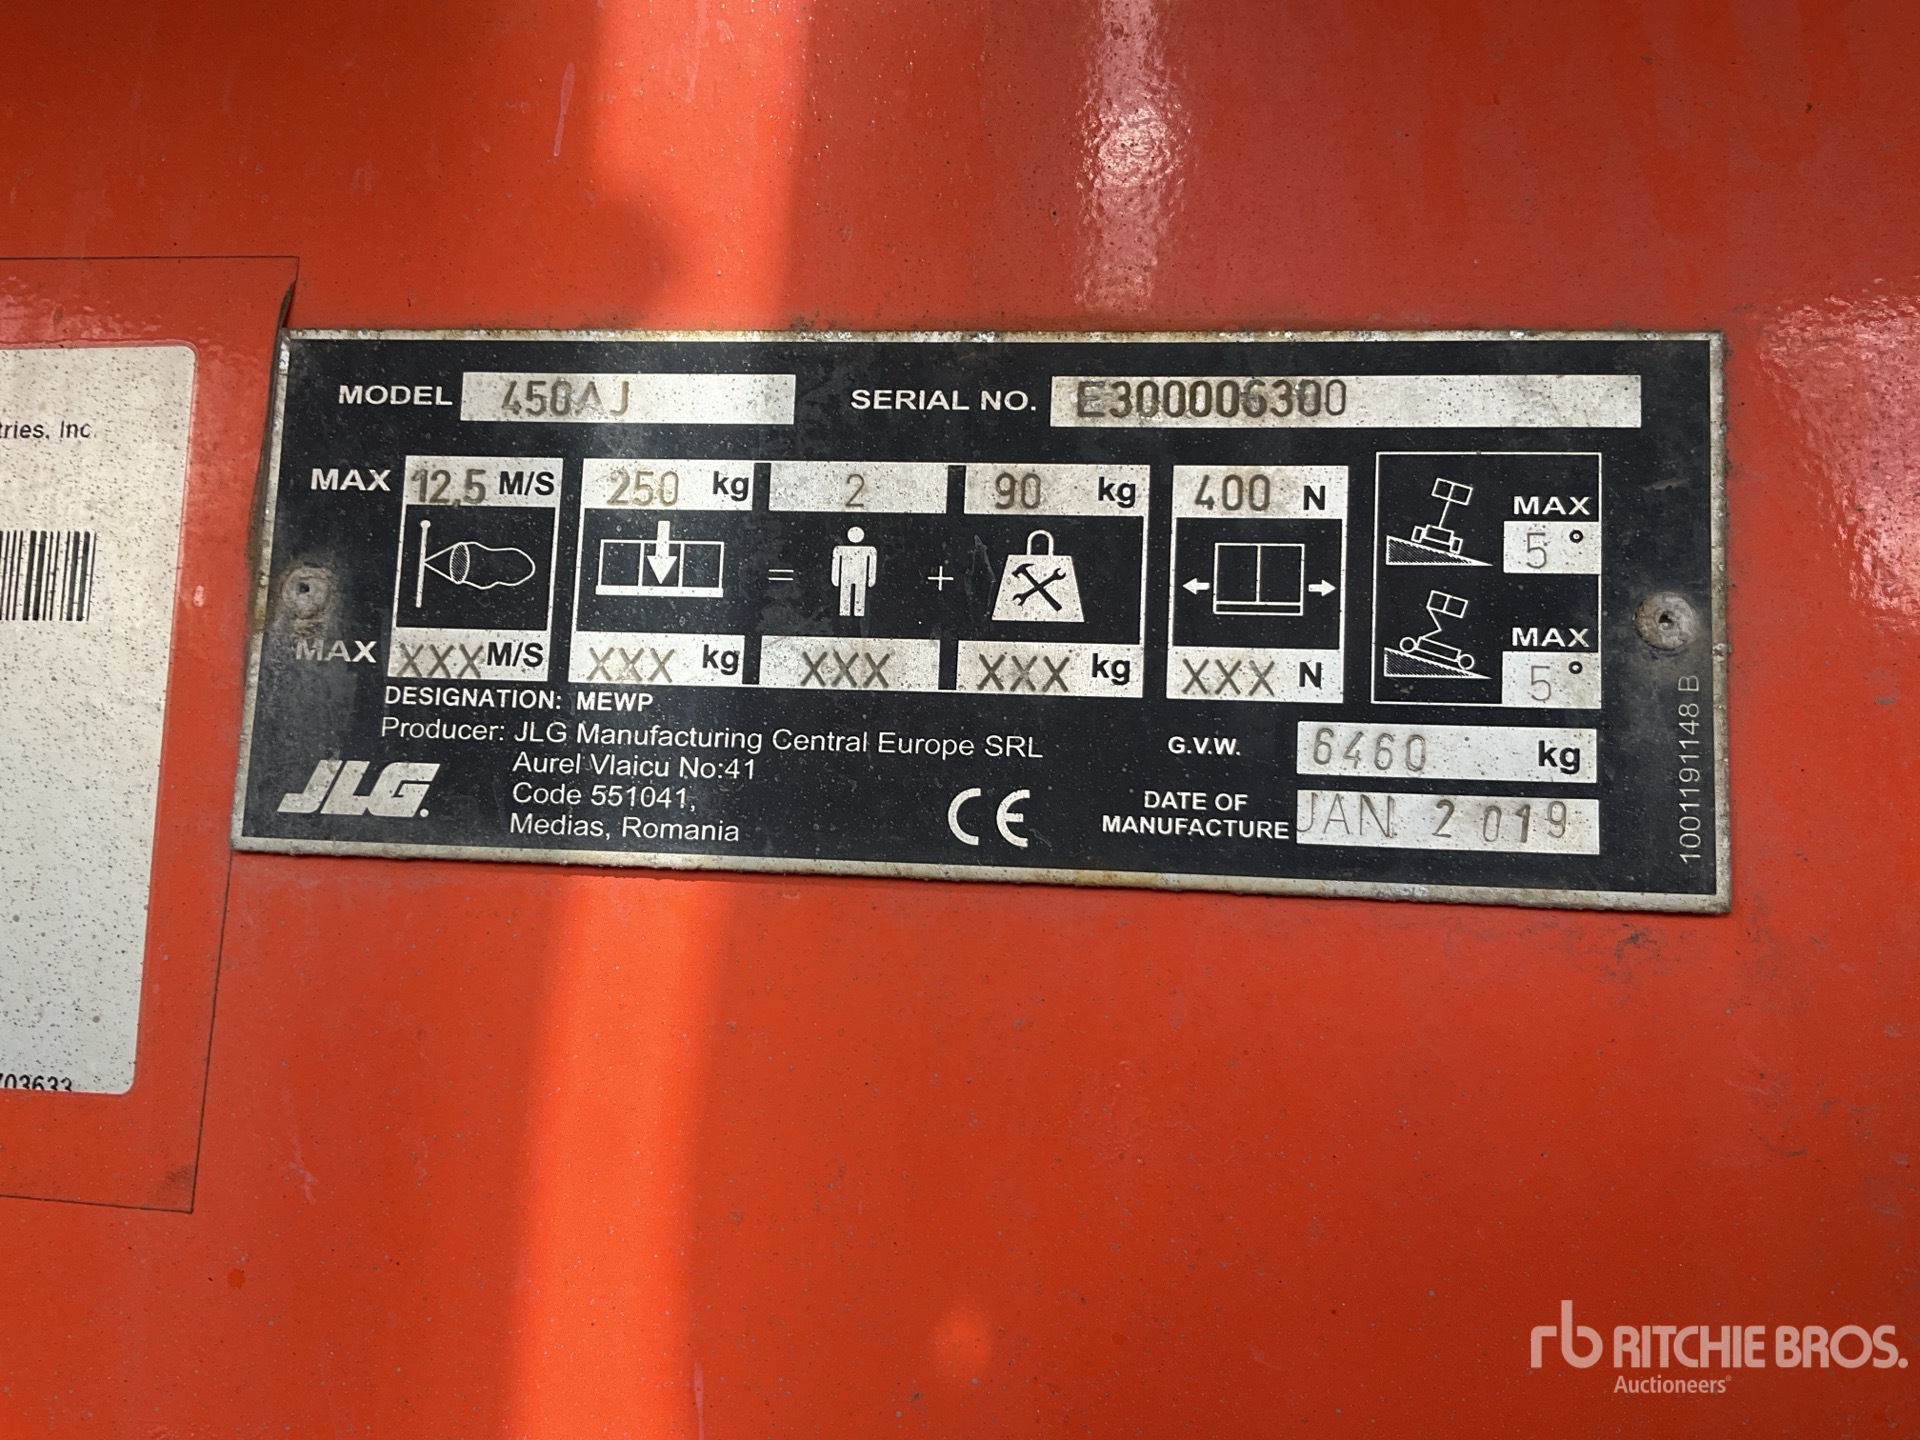 tries, Inc
703633
MODEL 450AJ SERIAL NO. E300006300
MAX 12,5 M/S 250 kg 2 90 kg 400 N
MAX 5°
= +
MAX 5°
MAX XXX M/S XXX kg XXX XXX kg XXX N
DESIGNATION: MEWP
Producer: JLG Manufacturing Central Europe SRL
Aurel Vlaicu No:41
Code 551041,
Medias, Romania
JLG.
CE
G.V.W. 6460 kg
DATE OF
MANUFACTURE JAN 2019
1001191148 B
rb RITCHIE BROS.
Auctioneers